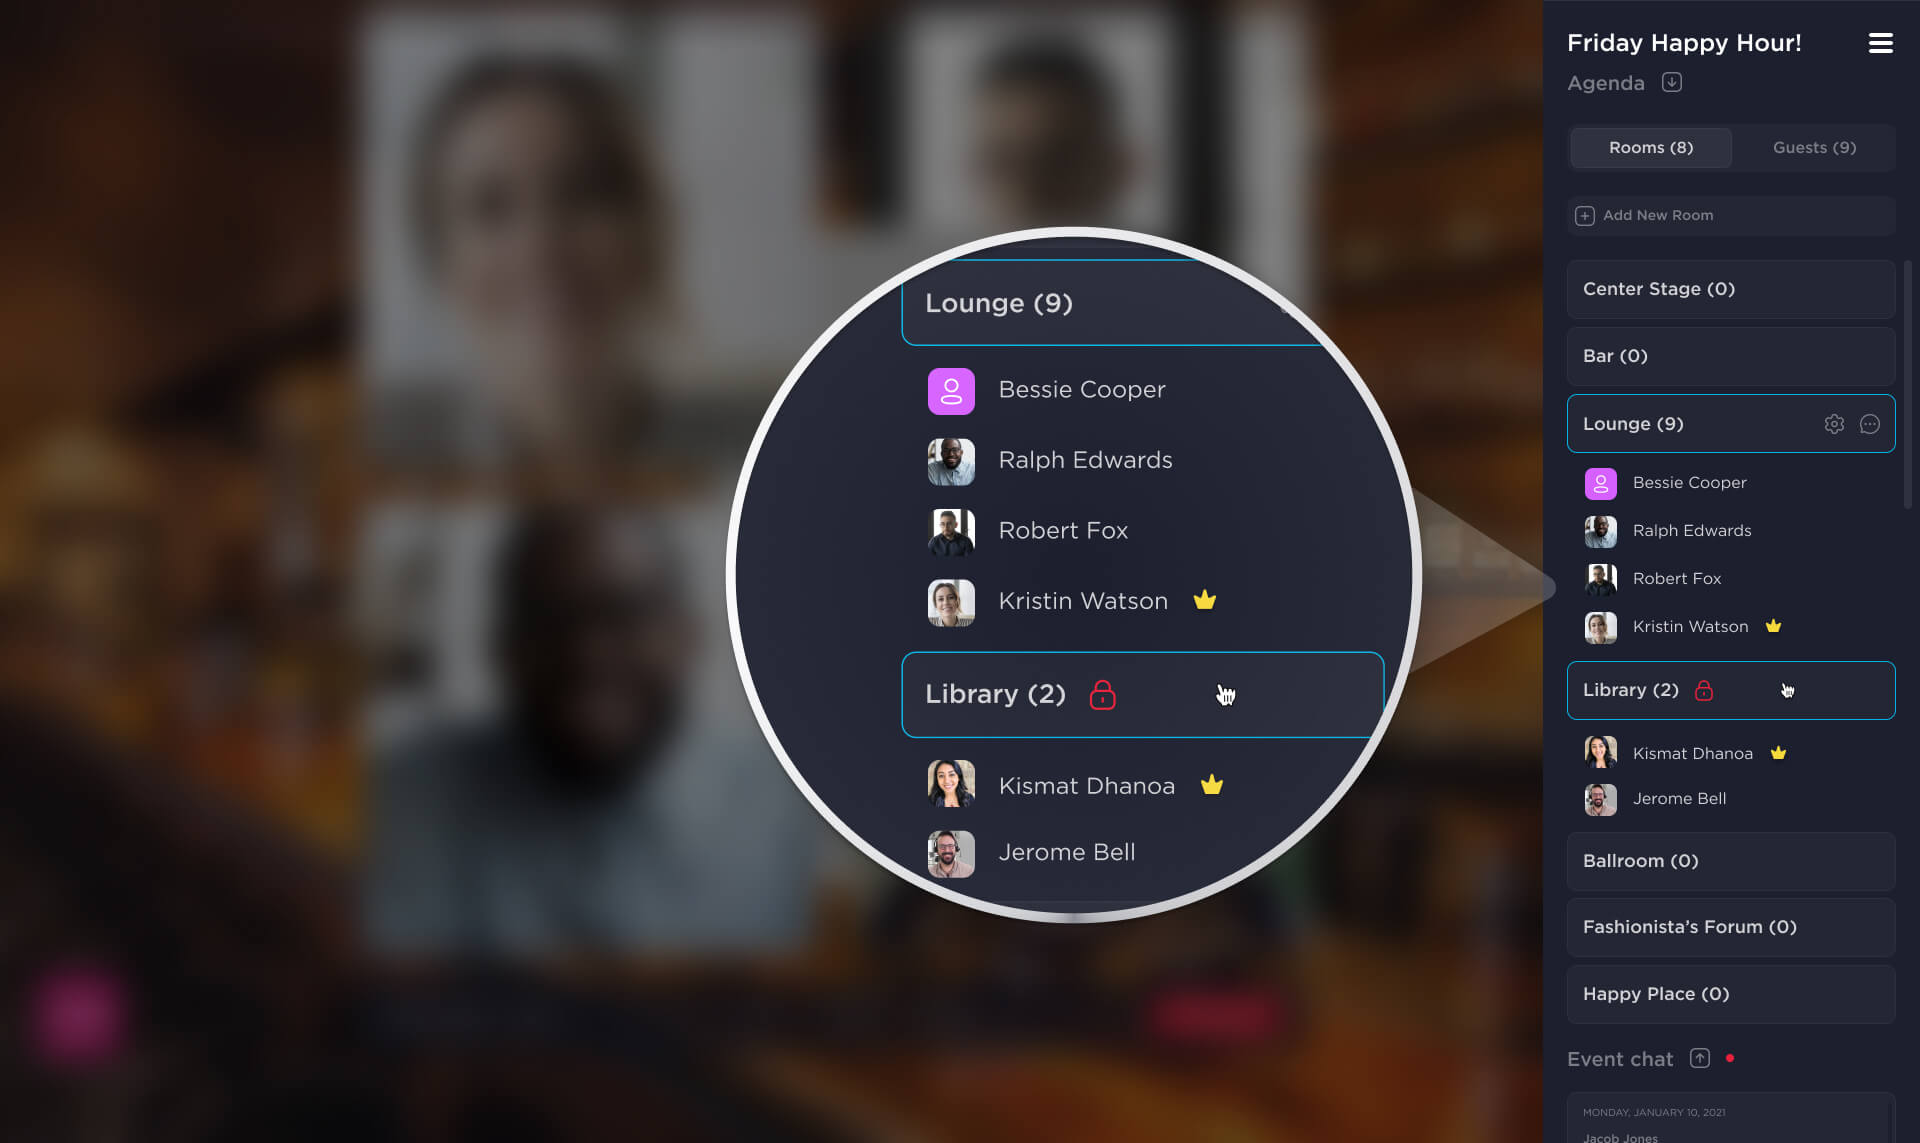 Friday Happy Hour!
Agenda
Rooms (8)
Guests (9)
Add New Room
Center Stage (0)
Bar (0)
Lounge (9)
Bessie Cooper
Ralph Edwards
Robert Fox
Kristin Watson
Library (2)
Kismat Dhanoa
Jerome Bell
Ballroom (0)
Fashionista's Forum (0)
Happy Place (0)
Event chat
MONDAY, JANUARY 10, 2021
Jacob Jones
Lounge (9)
Bessie Cooper
Ralph Edwards
Robert Fox
Kristin Watson
Library (2)
Kismat Dhanoa
Jerome Bell